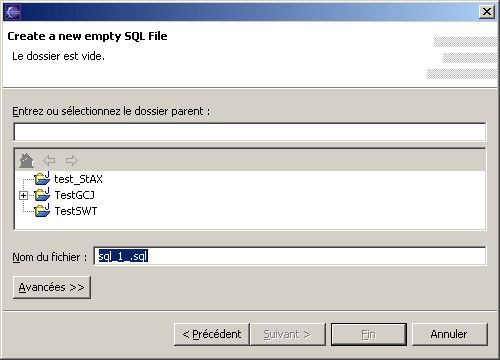 Create a new empty SQL File
Le dossier est vide.
Entrez ou sélectionnez le dossier parent :
test_StAX
TestGCJ
TestSWT
Nom du fichier : sql_1_.sql
Avancées >>
< Précédent Suivant > Fin Annuler